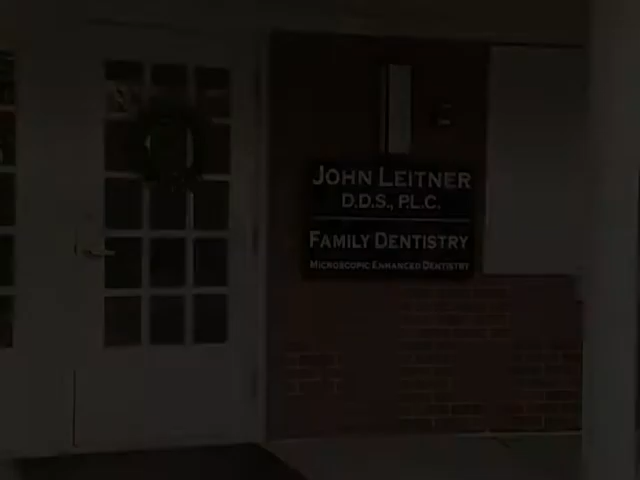 JOHN LEITNER
D.D.S., P.L.C.
FAMILY DENTISTRY
MICROSCOPIC ENHANCED DENTISTRY